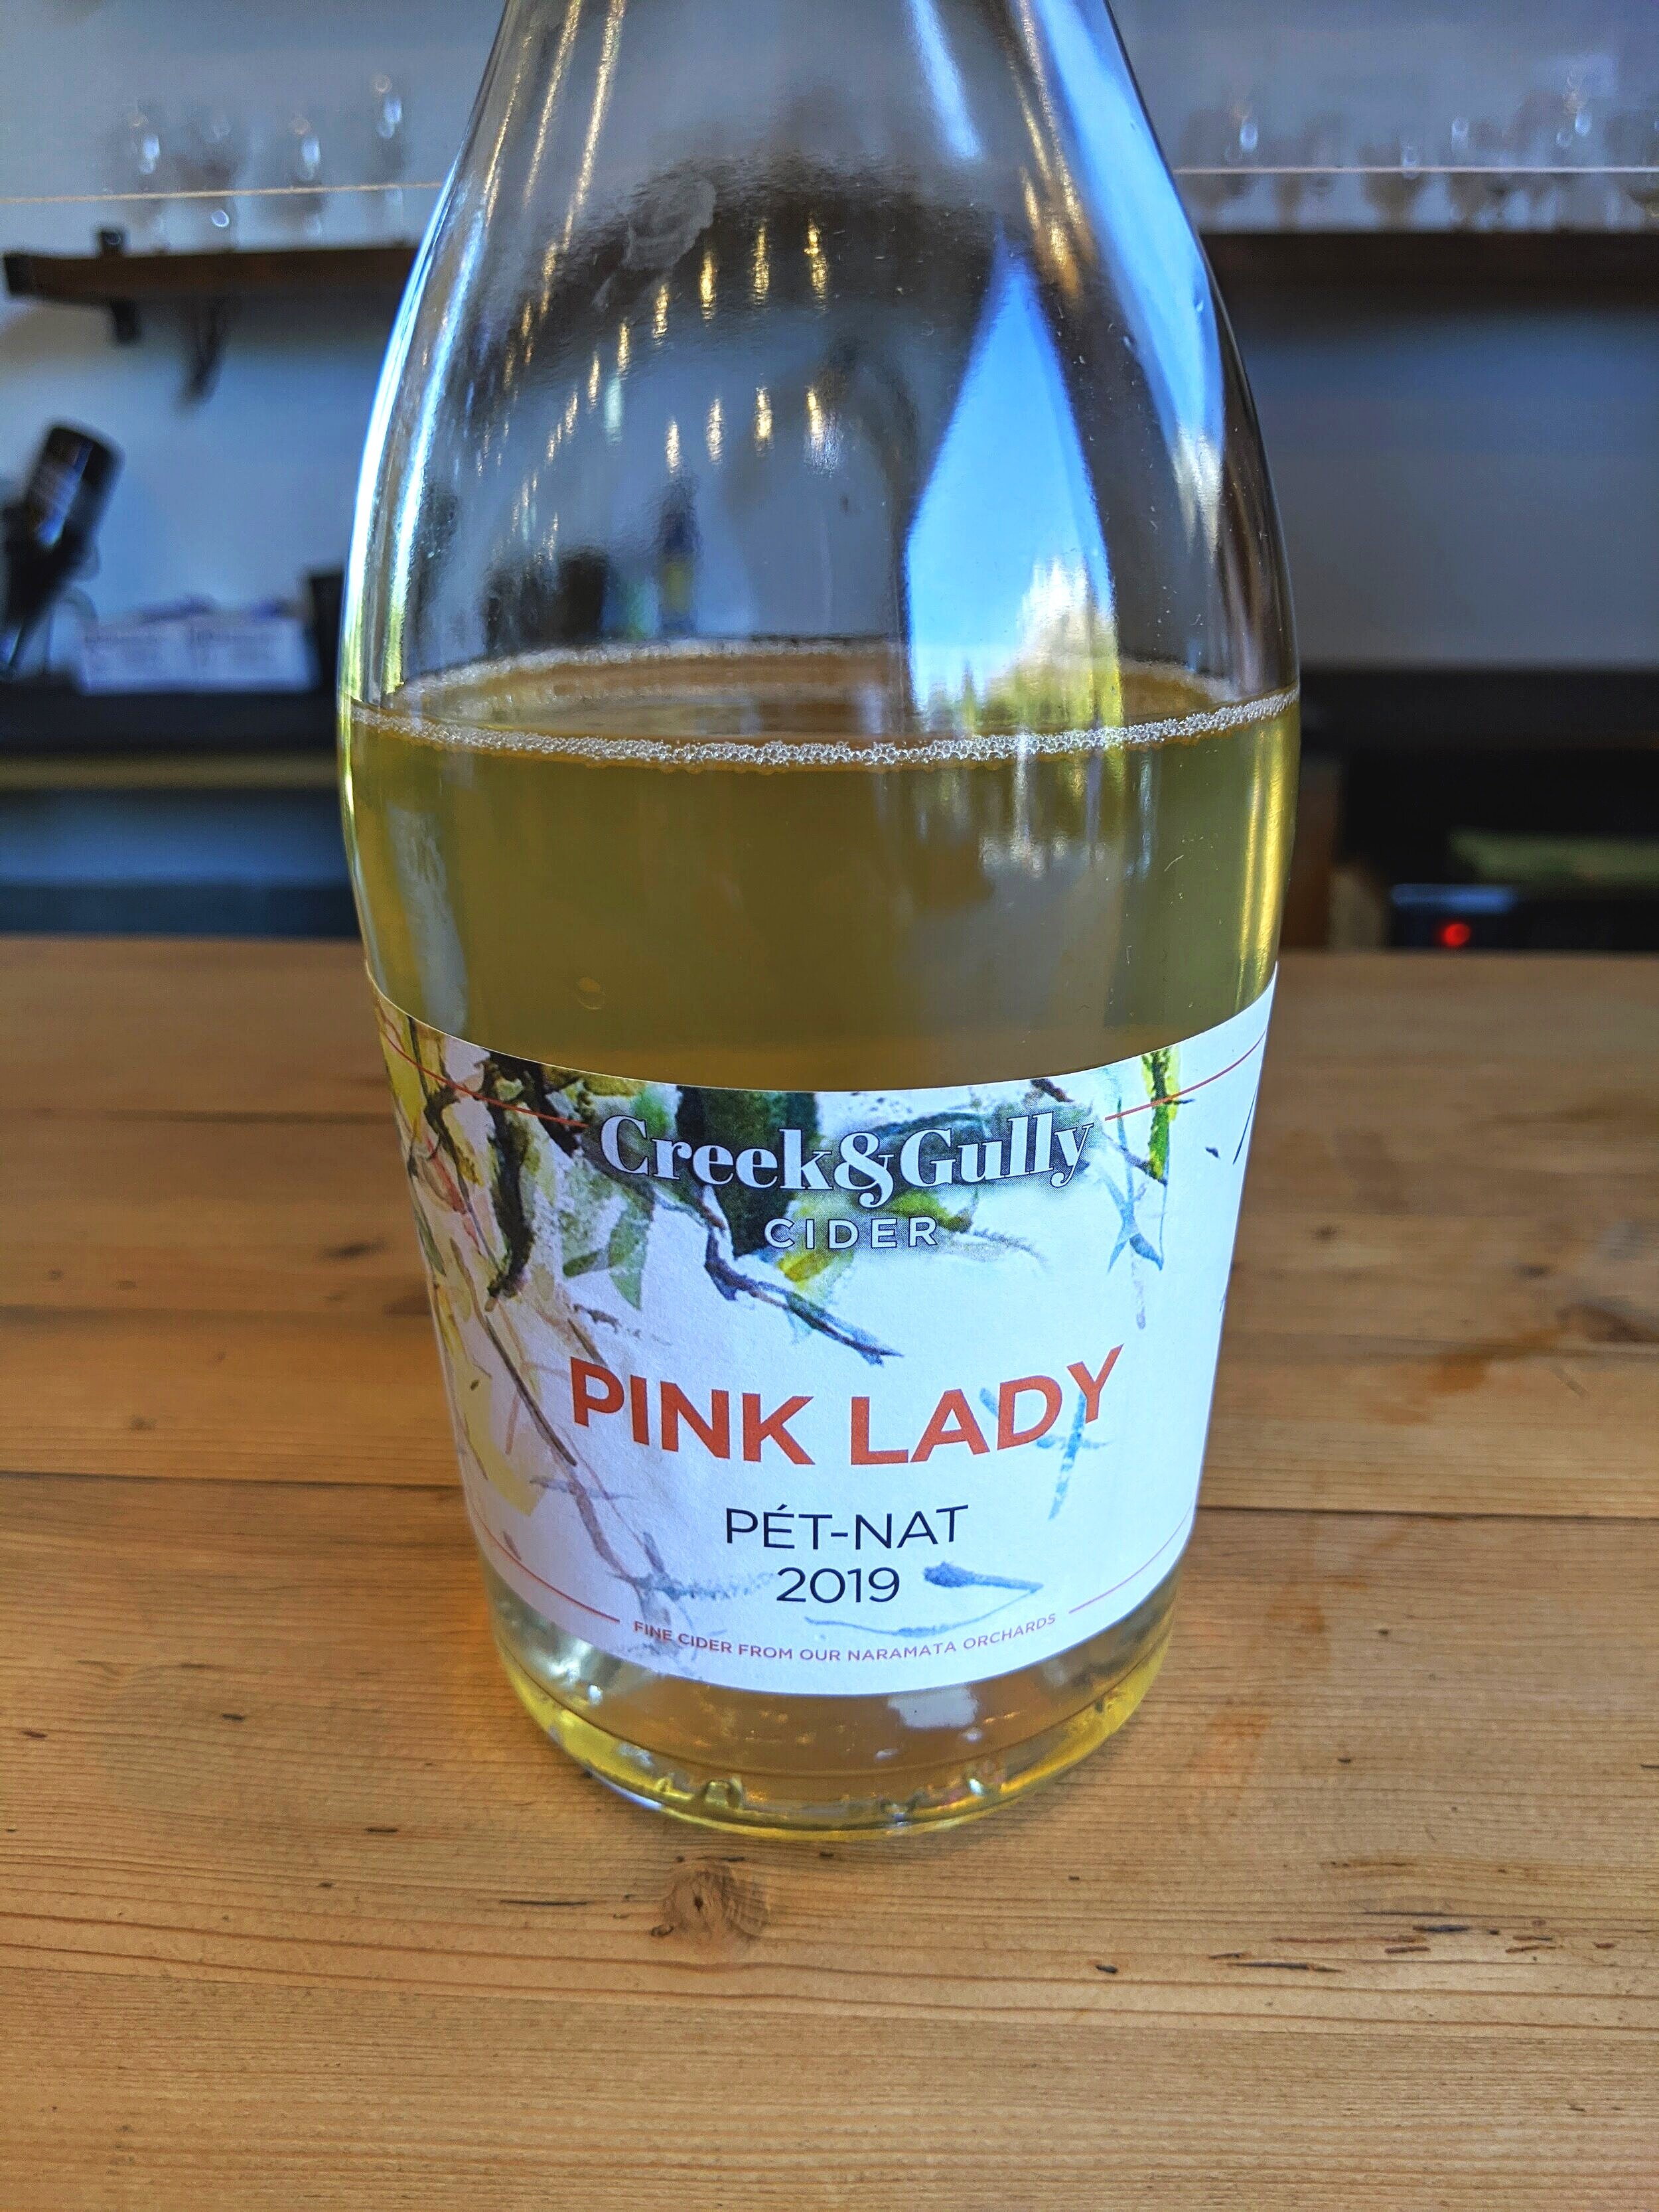 Creek&Gully
CIDER
PINK LADY
PÉT-NAT
2019
FINE CIDER FROM OUR NARAMATA ORCHARDS